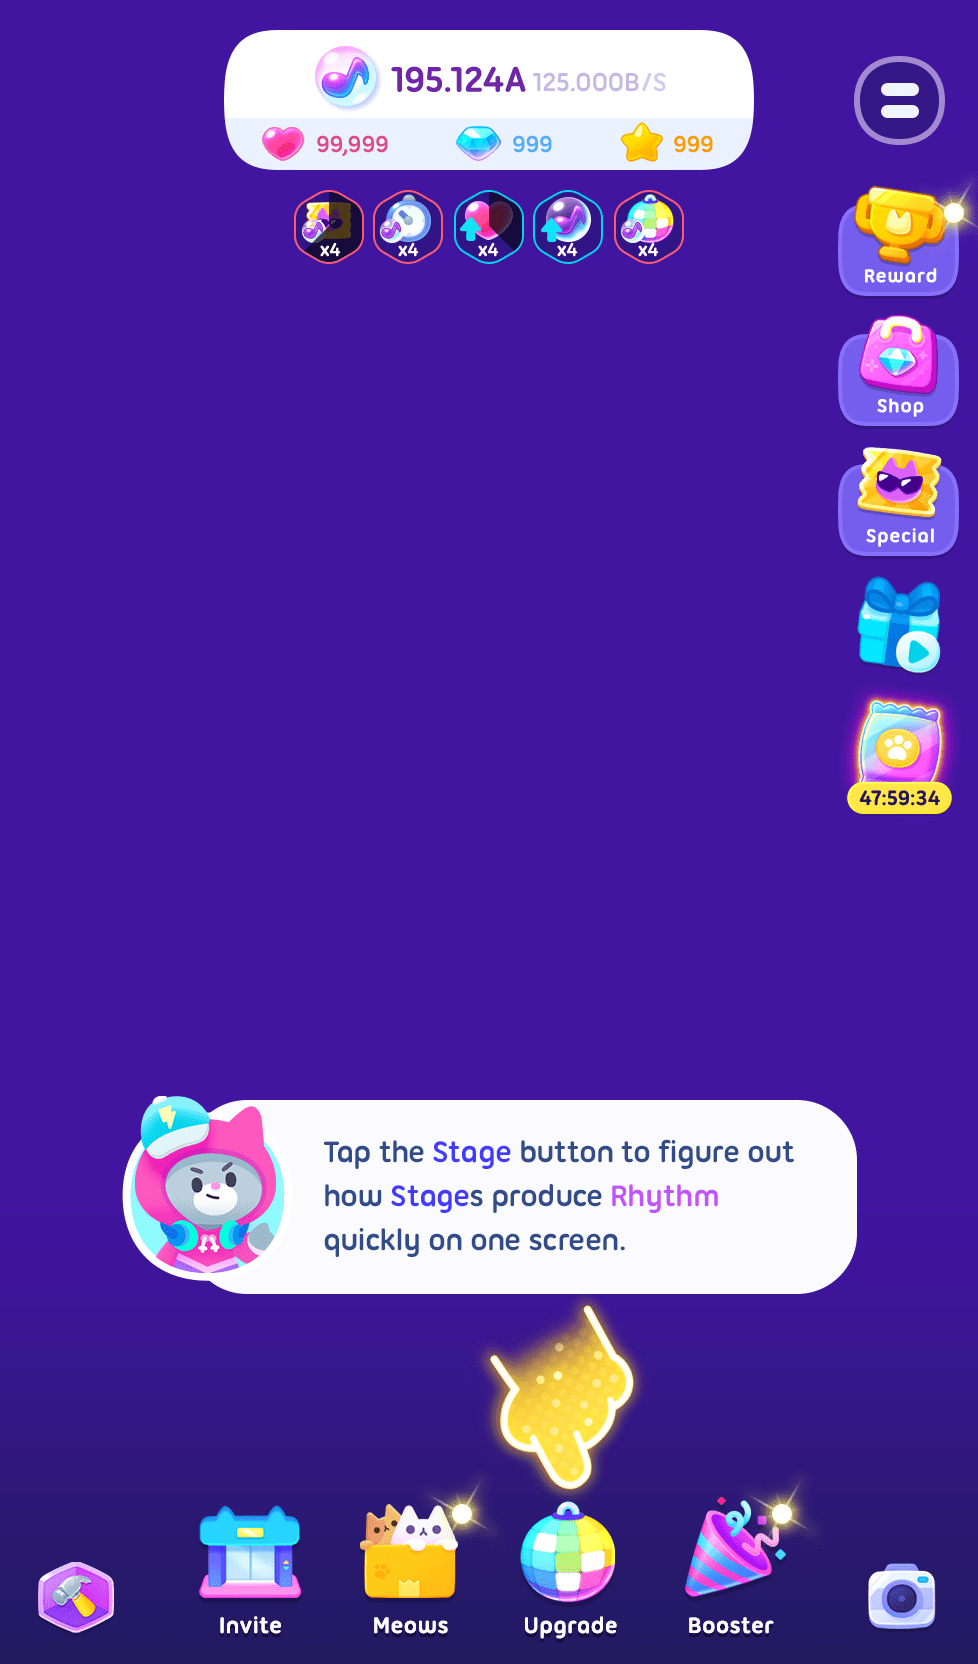 195.124A 125.000B/S
99,999 999 999
x4 x4 x4 x4 x4
Reward
Shop
Special
47:59:34
Tap the Stage button to figure out
how Stages produce Rhythm
quickly on one screen.
Invite Meows Upgrade Booster